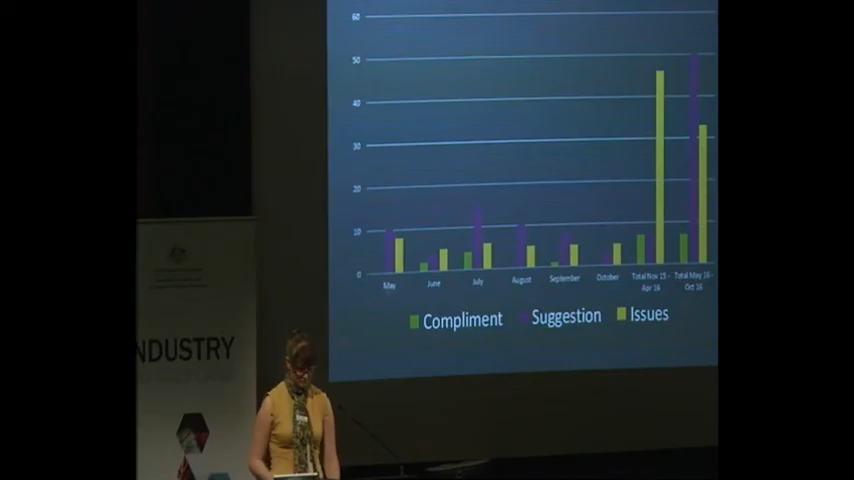 60
50
40
30
20
10
0
May June July August September October Total Nov 15 - Total May 16 -
Apr 16 Oct 16
Compliment Suggestion Issues
NDUSTRY